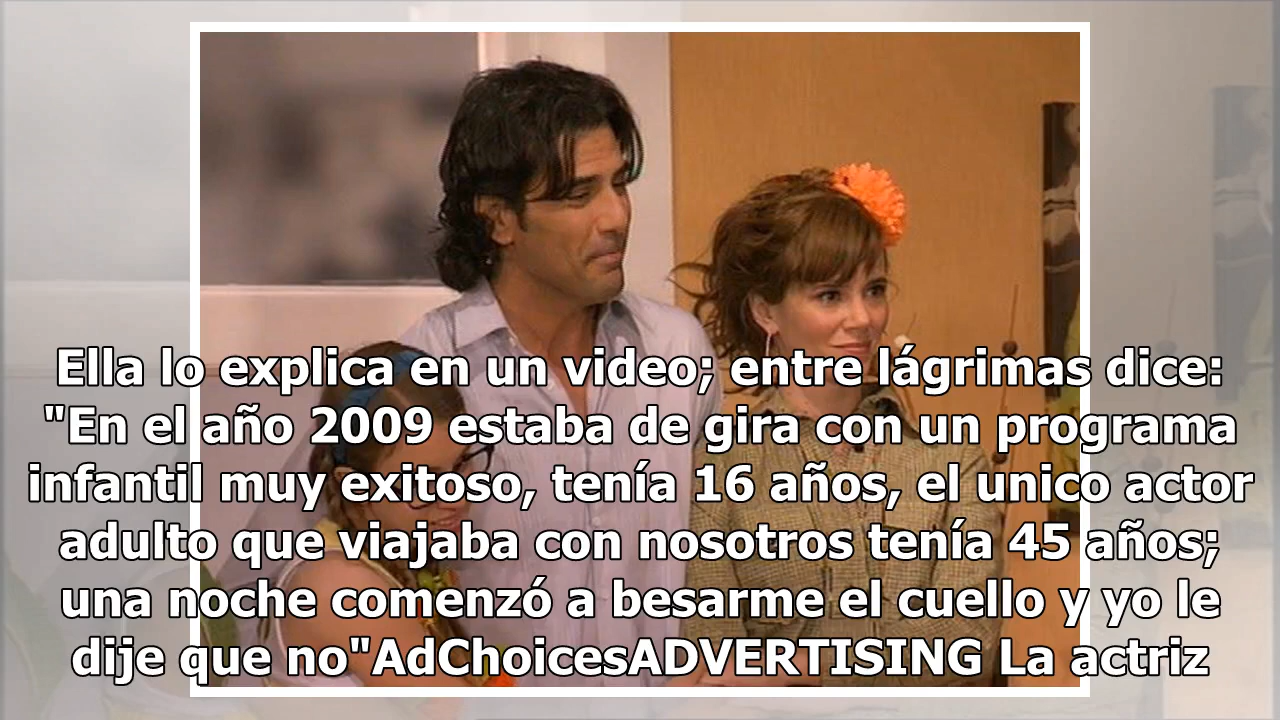 Ella lo explica en un video; entre lágrimas dice:
"En el año 2009 estaba de gira con un programa
infantil muy exitoso, tenía 16 años, el unico actor
adulto que viajaba con nosotros tenía 45 años;
una noche comenzó a besarme el cuello y yo le
dije que no"AdChoicesADVERTISING La actriz